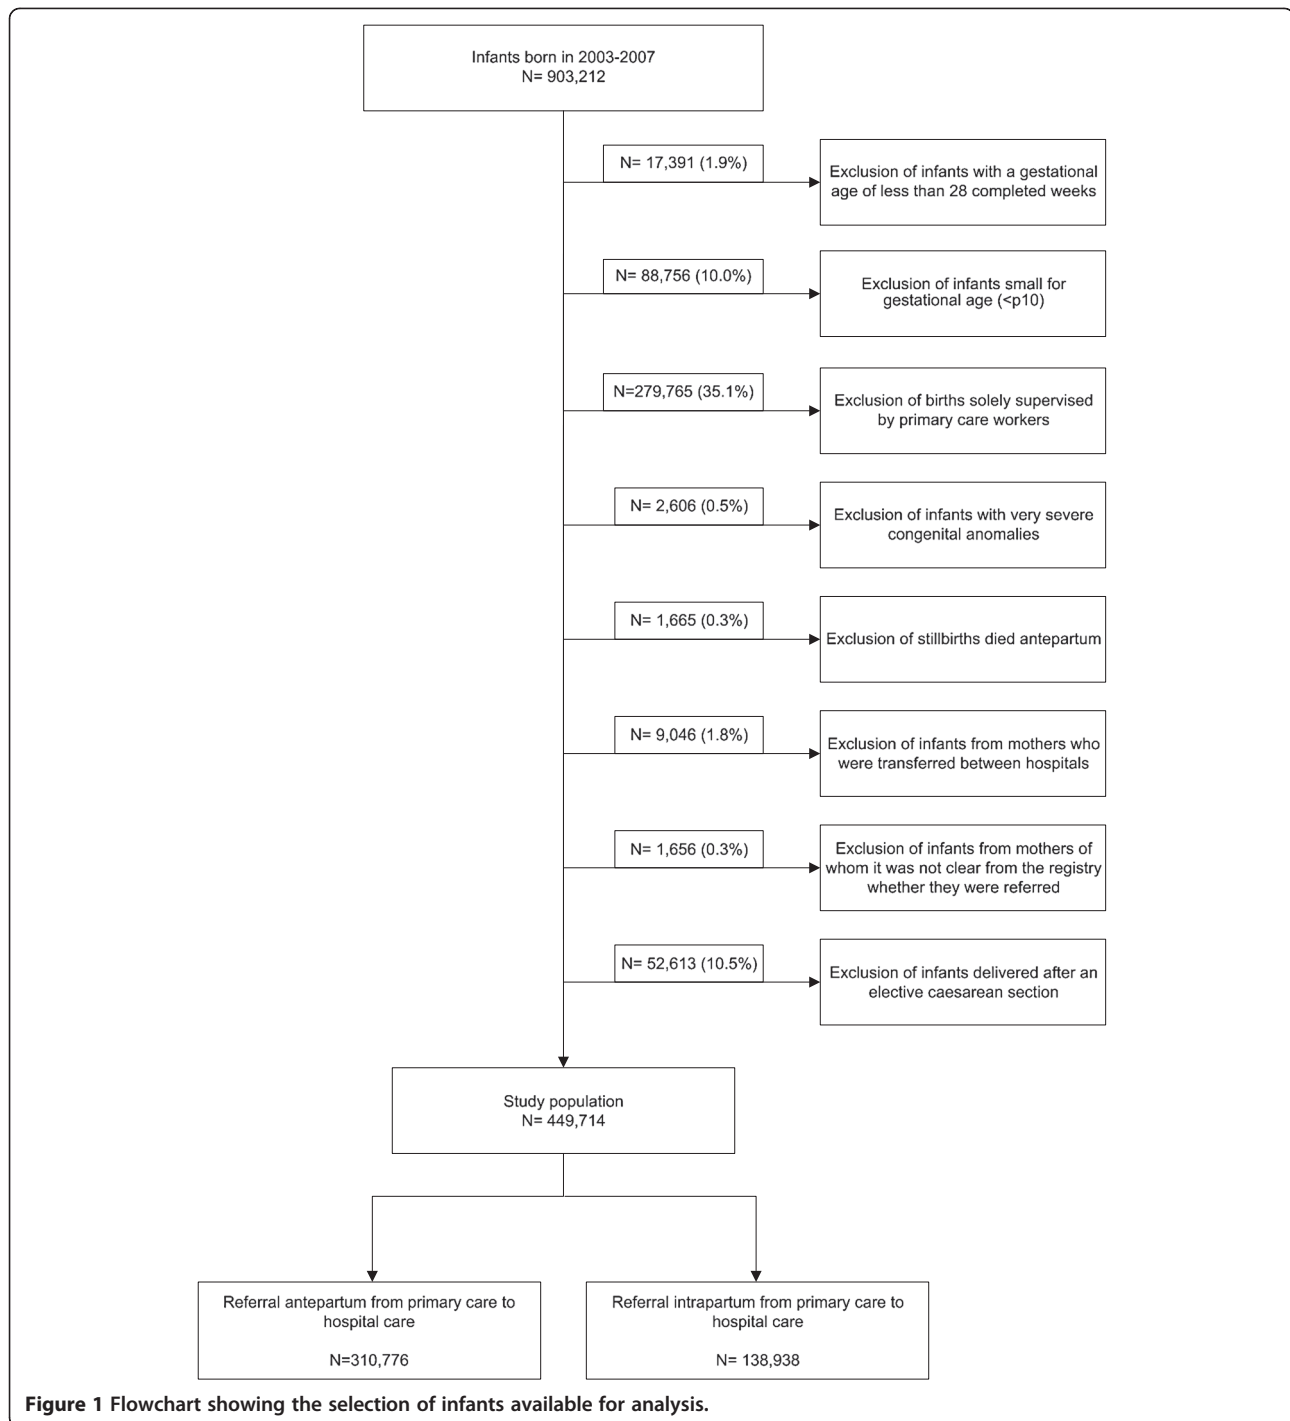 Infants born in 2003-2007
N= 903,212
N= 17,391 (1.9%)
Exclusion of infants with a gestational
age of less than 28 completed weeks
N= 88,756 (10.0%)
Exclusion of infants small for
gestational age (<p10)
N=279,765 (35.1%)
Exclusion of births solely supervised
by primary care workers
N= 2,606 (0.5%)
Exclusion of infants with very severe
congenital anomalies
N= 1,665 (0.3%)
Exclusion of stillbirths died antepartum
N= 9,046 (1.8%)
Exclusion of infants from mothers who
were transferred between hospitals
N= 1,656 (0.3%)
Exclusion of infants from mothers of
whom it was not clear from the registry
whether they were referred
N= 52,613 (10.5%)
Exclusion of infants delivered after an
elective caesarean section
Study population
N= 449,714
Referral antepartum from primary care to
hospital care
N=310,776
Referral intrapartum from primary care to
hospital care
N= 138,938
Figure 1 Flowchart showing the selection of infants available for analysis.